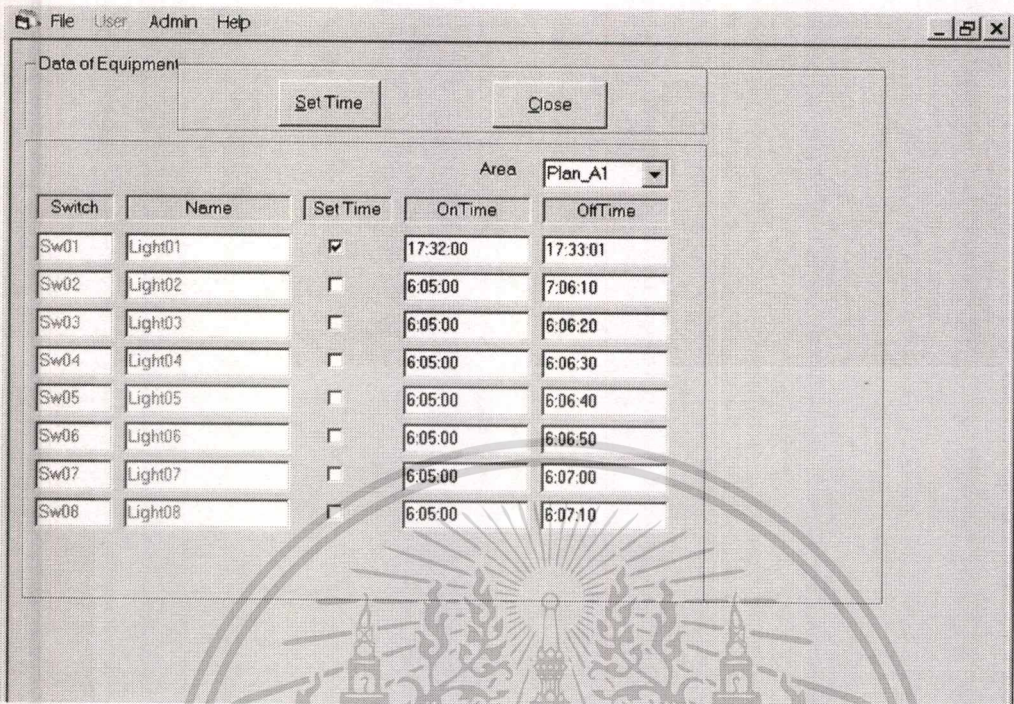 File User Admin Help
Data of Equipment
Set Time Close
Area Plan_A1
Switch Name Set Time OnTime OffTime
Sw01 Light01 17:32:00 17:33:01
Sw02 Light02 6:05:00 7:06:10
Sw03 Light03 6:05:00 6:06:20
Sw04 Light04 6:05:00 6:06:30
Sw05 Light05 6:05:00 6:06:40
Sw06 Light06 6:05:00 6:06:50
Sw07 Light07 6:05:00 6:07:00
Sw08 Light08 6:05:00 6:07:10